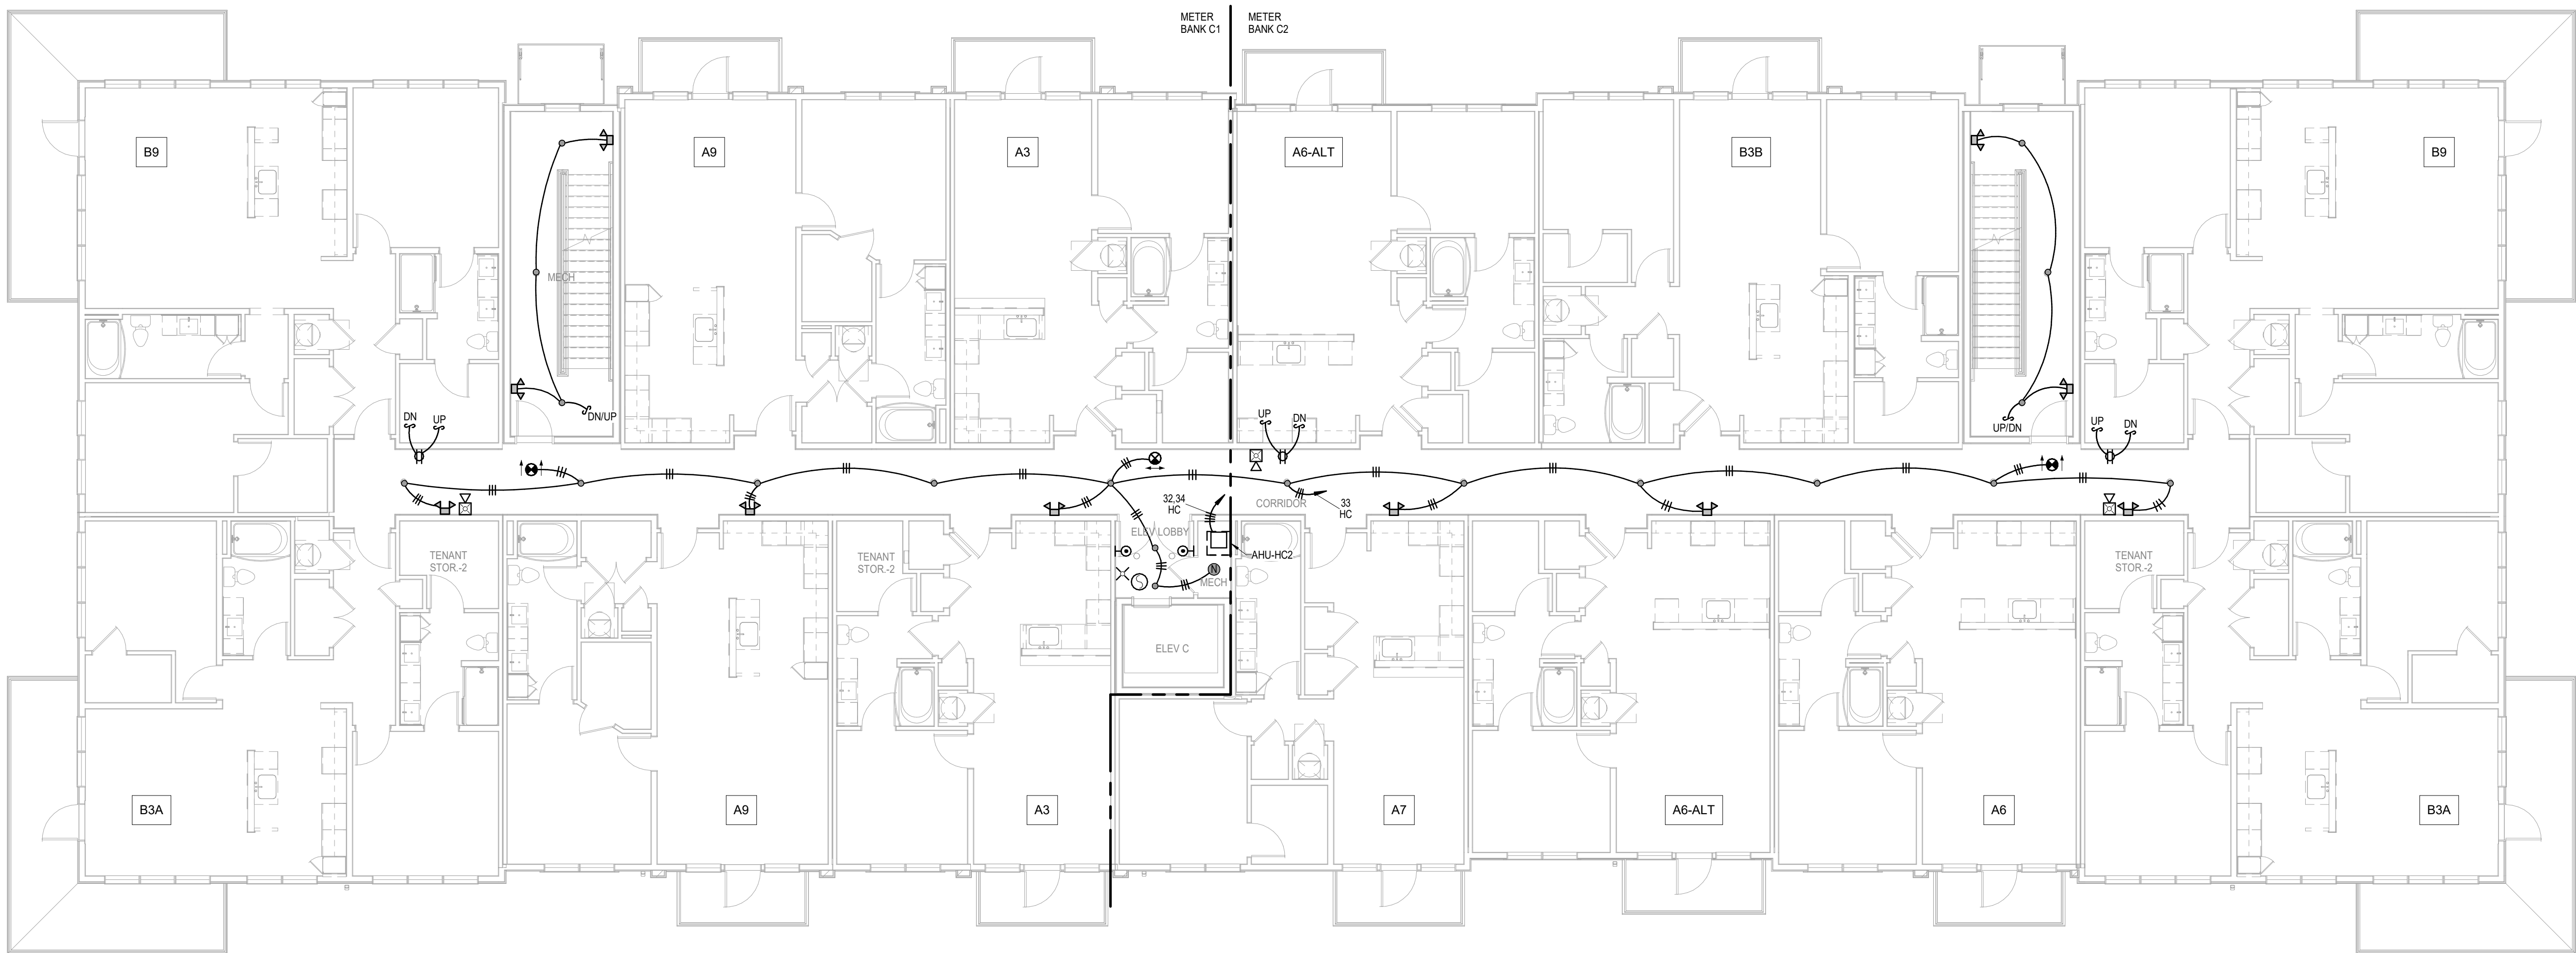 METER
BANK C1
METER
BANK C2
B9
A9
A3
A6-ALT
B3B
B9
MECH
DN
UP
DN/UP
UP
DN
UP/DN
UP
DN
32,34
HC
CORRIDOR
33
HC
ELEV LOBBY
AHU-HC2
TENANT
STOR.-2
TENANT
STOR.-2
N
MECH
TENANT
STOR.-2
ELEV C
B3A
A9
A3
A7
A6-ALT
A6
B3A